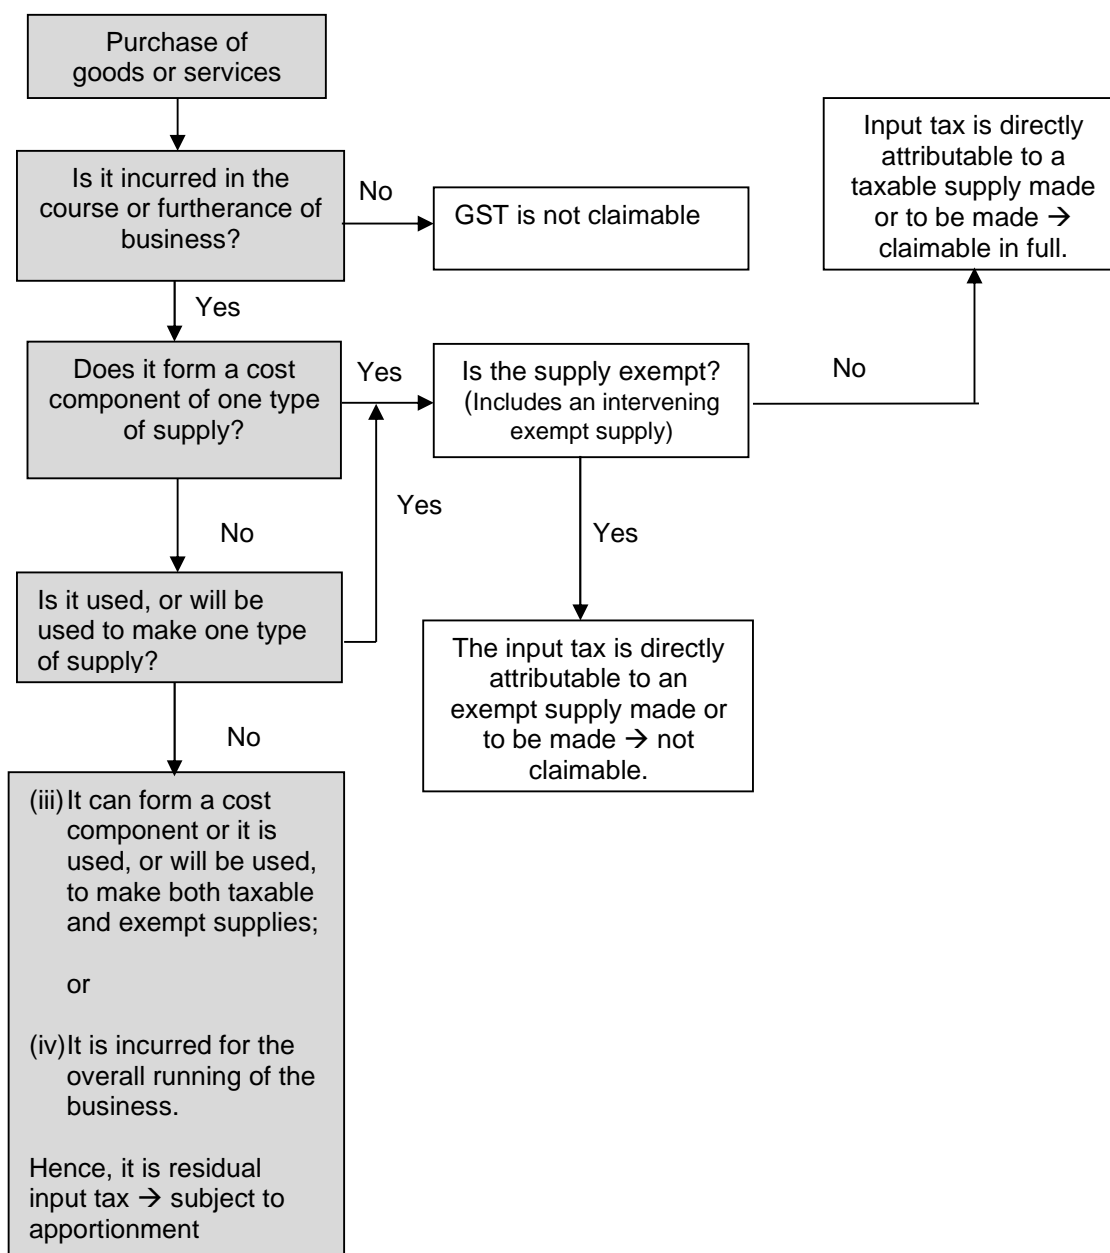 Purchase of
goods or services
Is it incurred in the
course or furtherance of
business?
No
GST is not claimable
Input tax is directly
attributable to a
taxable supply made
or to be made →
claimable in full.
Yes
Does it form a cost
component of one type
of supply?
Yes
Is the supply exempt?
(Includes an intervening
exempt supply)
No
No
Yes
Yes
Is it used, or will be
used to make one type
of supply?
The input tax is directly
attributable to an
exempt supply made or
to be made → not
claimable.
No
(iii) It can form a cost
component or it is
used, or will be used,
to make both taxable
and exempt supplies;
or
(iv) It is incurred for the
overall running of the
business.
Hence, it is residual
input tax → subject to
apportionment